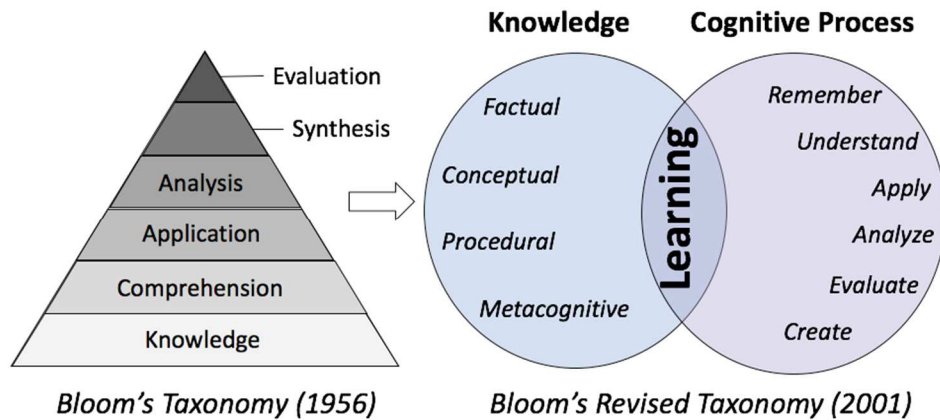 Evaluation
Synthesis
Analysis
Application
Comprehension
Knowledge
Bloom's Taxonomy (1956)
Knowledge
Factual
Conceptual
Procedural
Metacognitive
Learning
Cognitive Process
Remember
Understand
Apply
Analyze
Evaluate
Create
Bloom's Revised Taxonomy (2001)